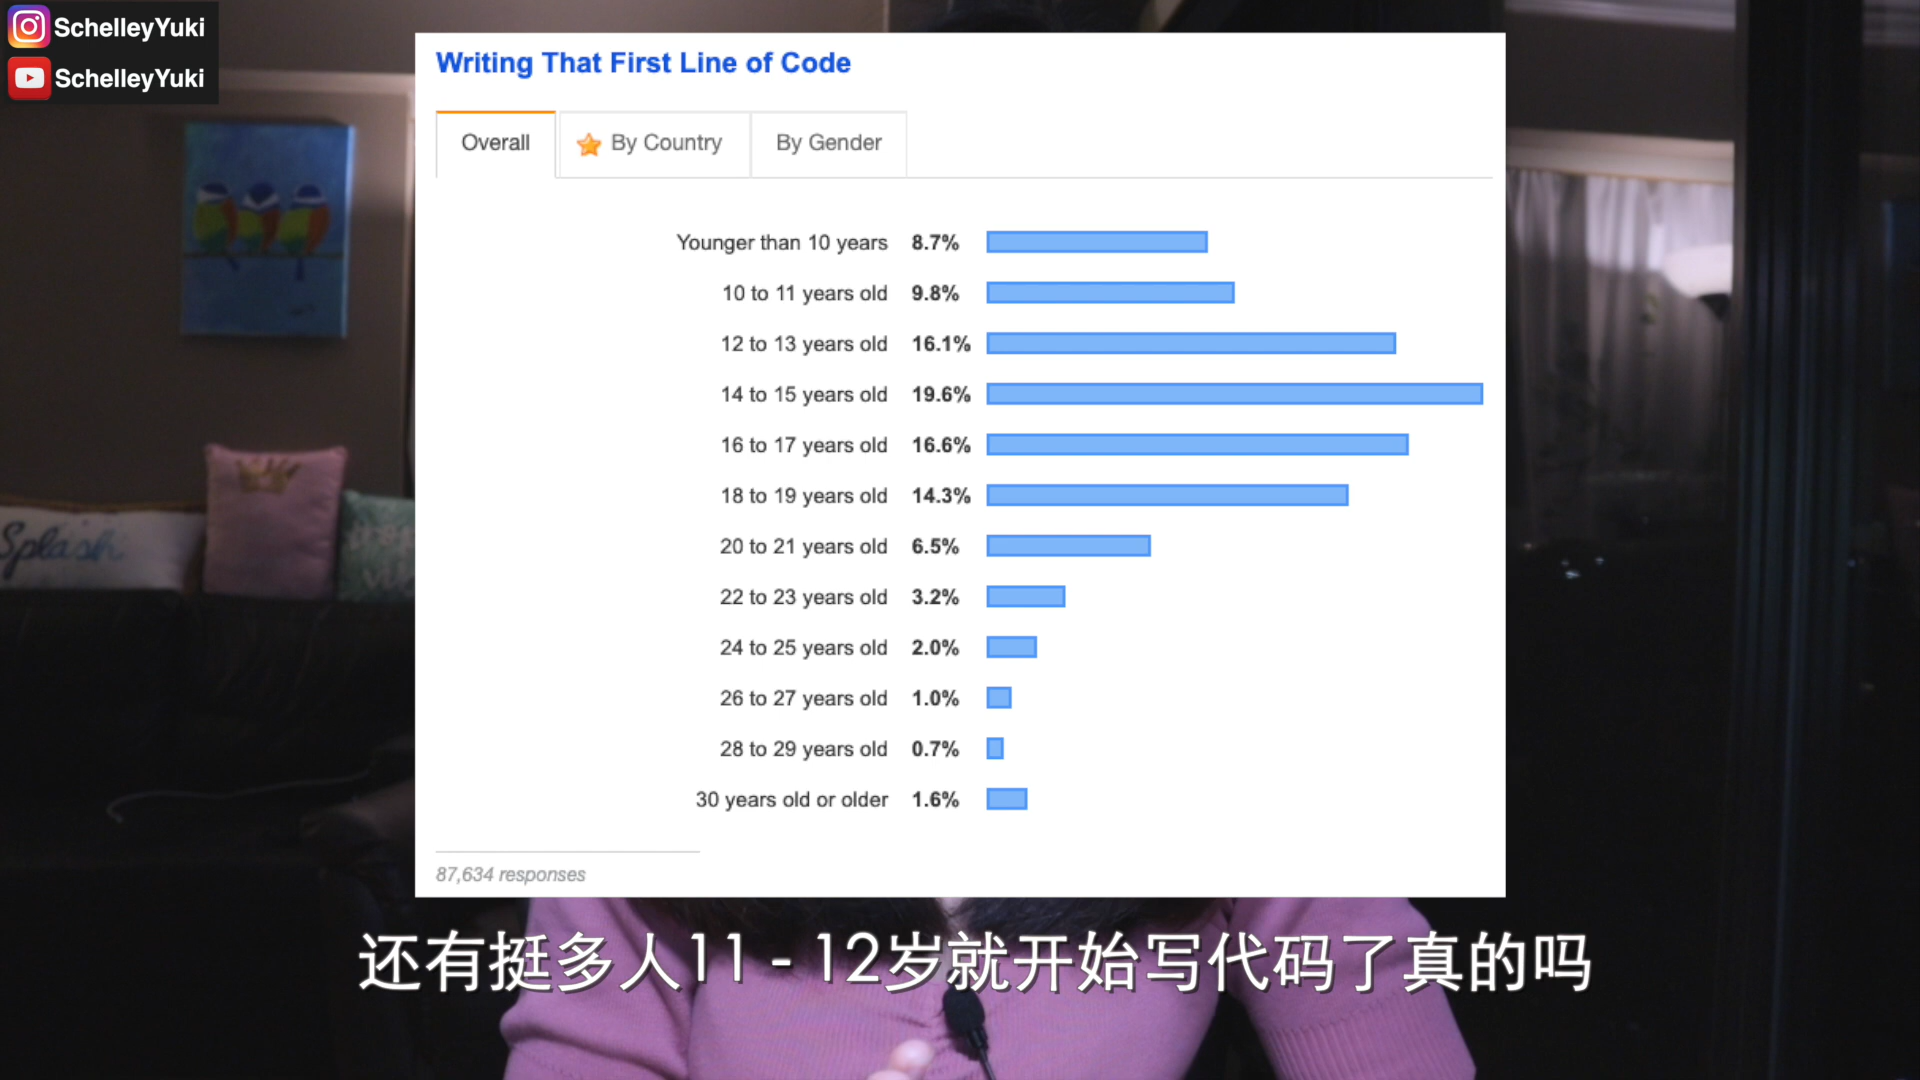 SchelleyYuki
SchelleyYuki
Writing That First Line of Code
Overall
By Country
By Gender
Younger than 10 years 8.7%
10 to 11 years old 9.8%
12 to 13 years old 16.1%
14 to 15 years old 19.6%
16 to 17 years old 16.6%
18 to 19 years old 14.3%
20 to 21 years old 6.5%
22 to 23 years old 3.2%
24 to 25 years old 2.0%
26 to 27 years old 1.0%
28 to 29 years old 0.7%
30 years old or older 1.6%
87,634 responses
Splash
还有挺多人11-12岁就开始写代码了真的吗